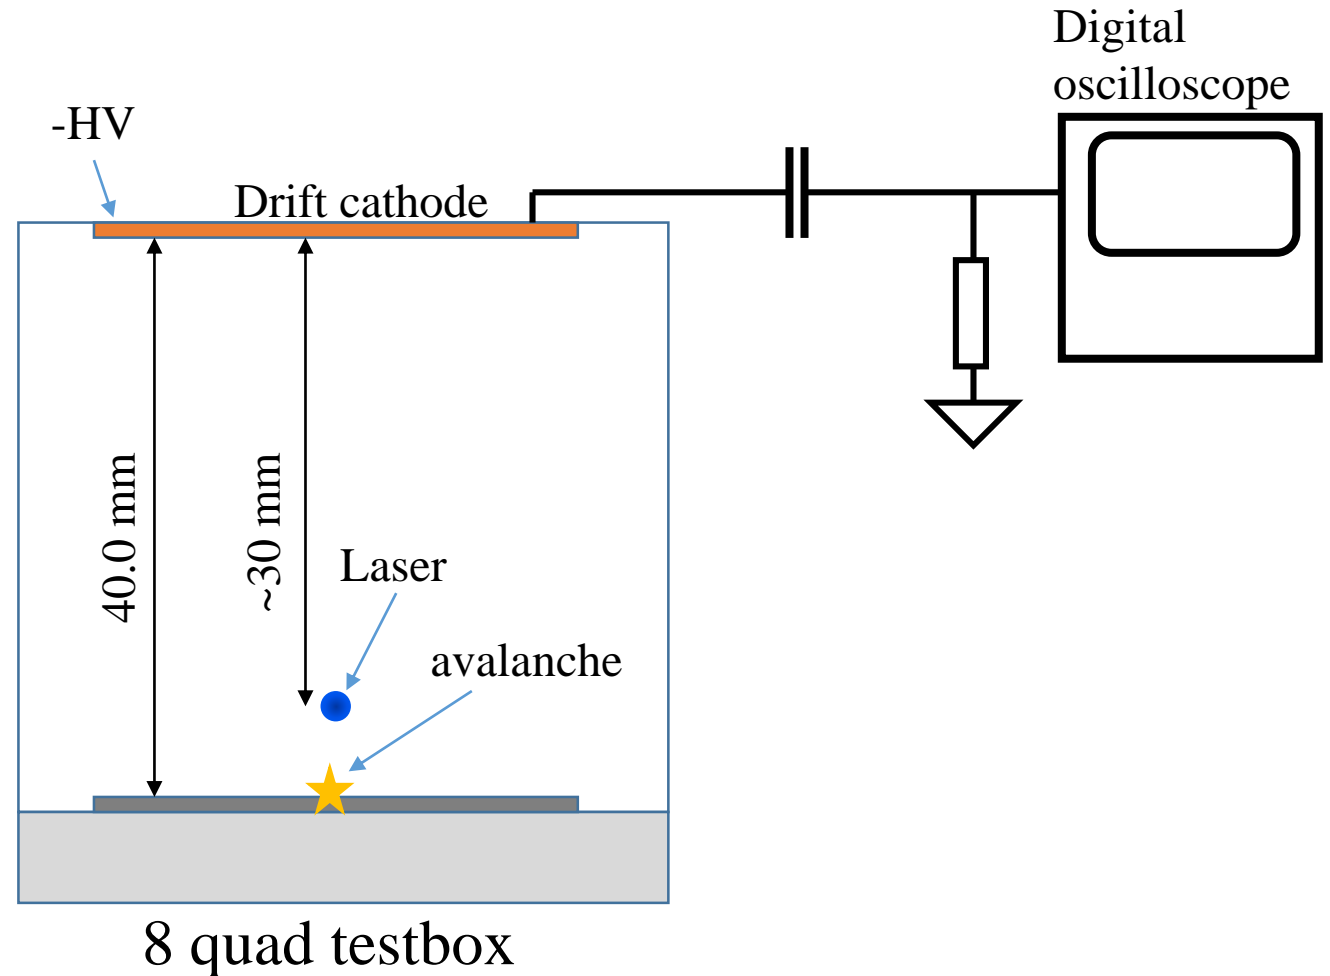 Digital
oscilloscope
-HV
Drift cathode
40.0 mm
~30 mm
Laser
avalanche
8 quad testbox